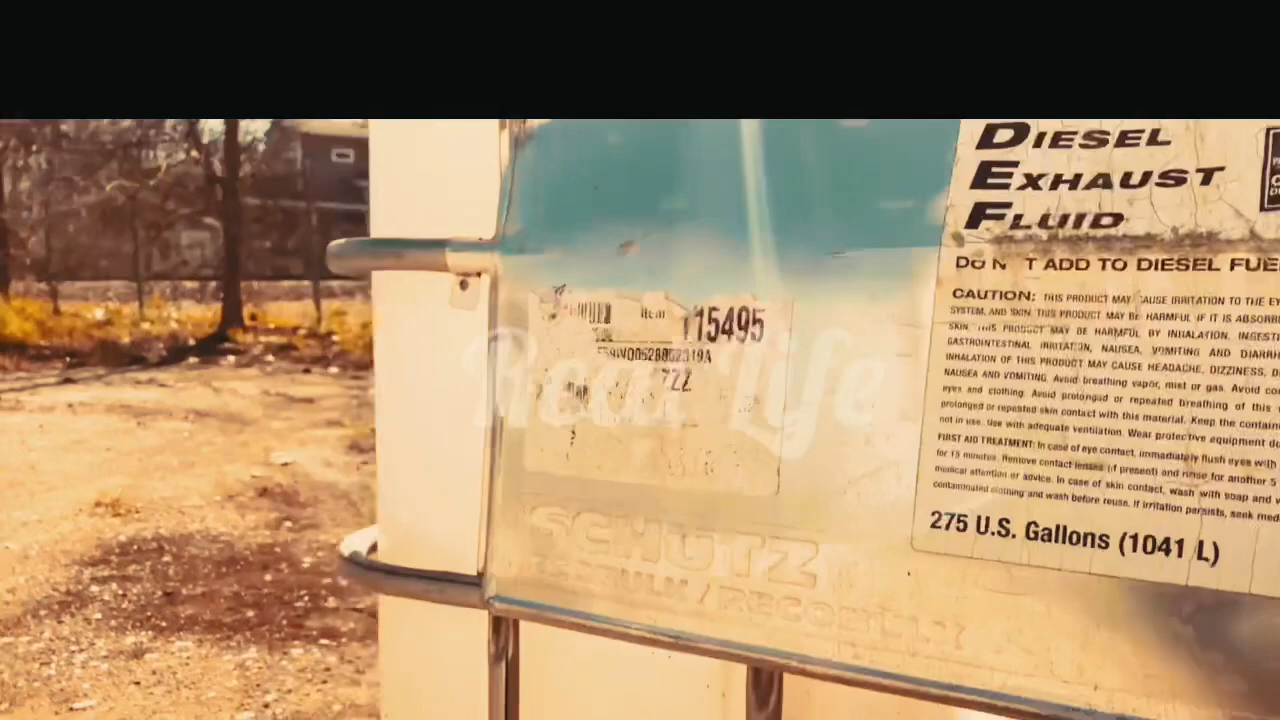 DIESEL
EXHAUST
FLUID
DO N T ADD TO DIESEL FUE
CAUTION: THIS PRODUCT MAY CAUSE IRRITATION TO THE EY
SYSTEM, AND SKIN. THIS PRODUCT MAY BE HARMFUL IF IT IS ABSORB
SKIN. THIS PRODUCT MAY BE HARMFUL BY INHALATION, INGESTI
GASTROINTESTINAL IRRITATION, NAUSEA, VOMITING AND DIARRH
INHALATION OF THIS PRODUCT MAY CAUSE HEADACHE, DIZZINESS, D
NAUSEA AND VOMITING. Avoid breathing vapor, mist or gas. Avoid co
eyes and clothing. Avoid prolonged or repeated breathing of this
prolonged or repeated skin contact with this material. Keep the contain
not in use. Use with adequate ventilation. Wear protective equipment d
FIRST AID TREATMENT: In case of eye contact, immediately flush eyes with
for 15 minutes. Remove contact lenses (if present) and rinse for another 5
medical attention or advice. In case of skin contact, wash with soap and w
contaminated clothing and wash before reuse. If irritation persists, seek med
275 U.S. Gallons (1041 L)
Item 115495
ZZZ
Real Life
SCHUTZ
RECOBULK